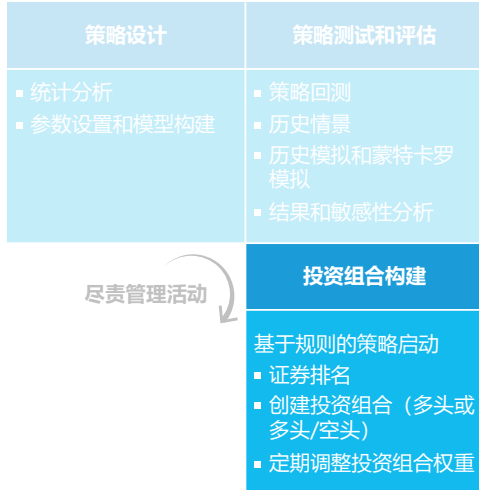 策略设计
统计分析
参数设置和模型构建
策略测试和评估
策略回测
历史情景
历史模拟和蒙特卡罗
模拟
结果和敏感性分析
尽责管理活动
投资组合构建
基于规则的策略启动
证券排名
创建投资组合（多头或
多头/空头）
定期调整投资组合权重